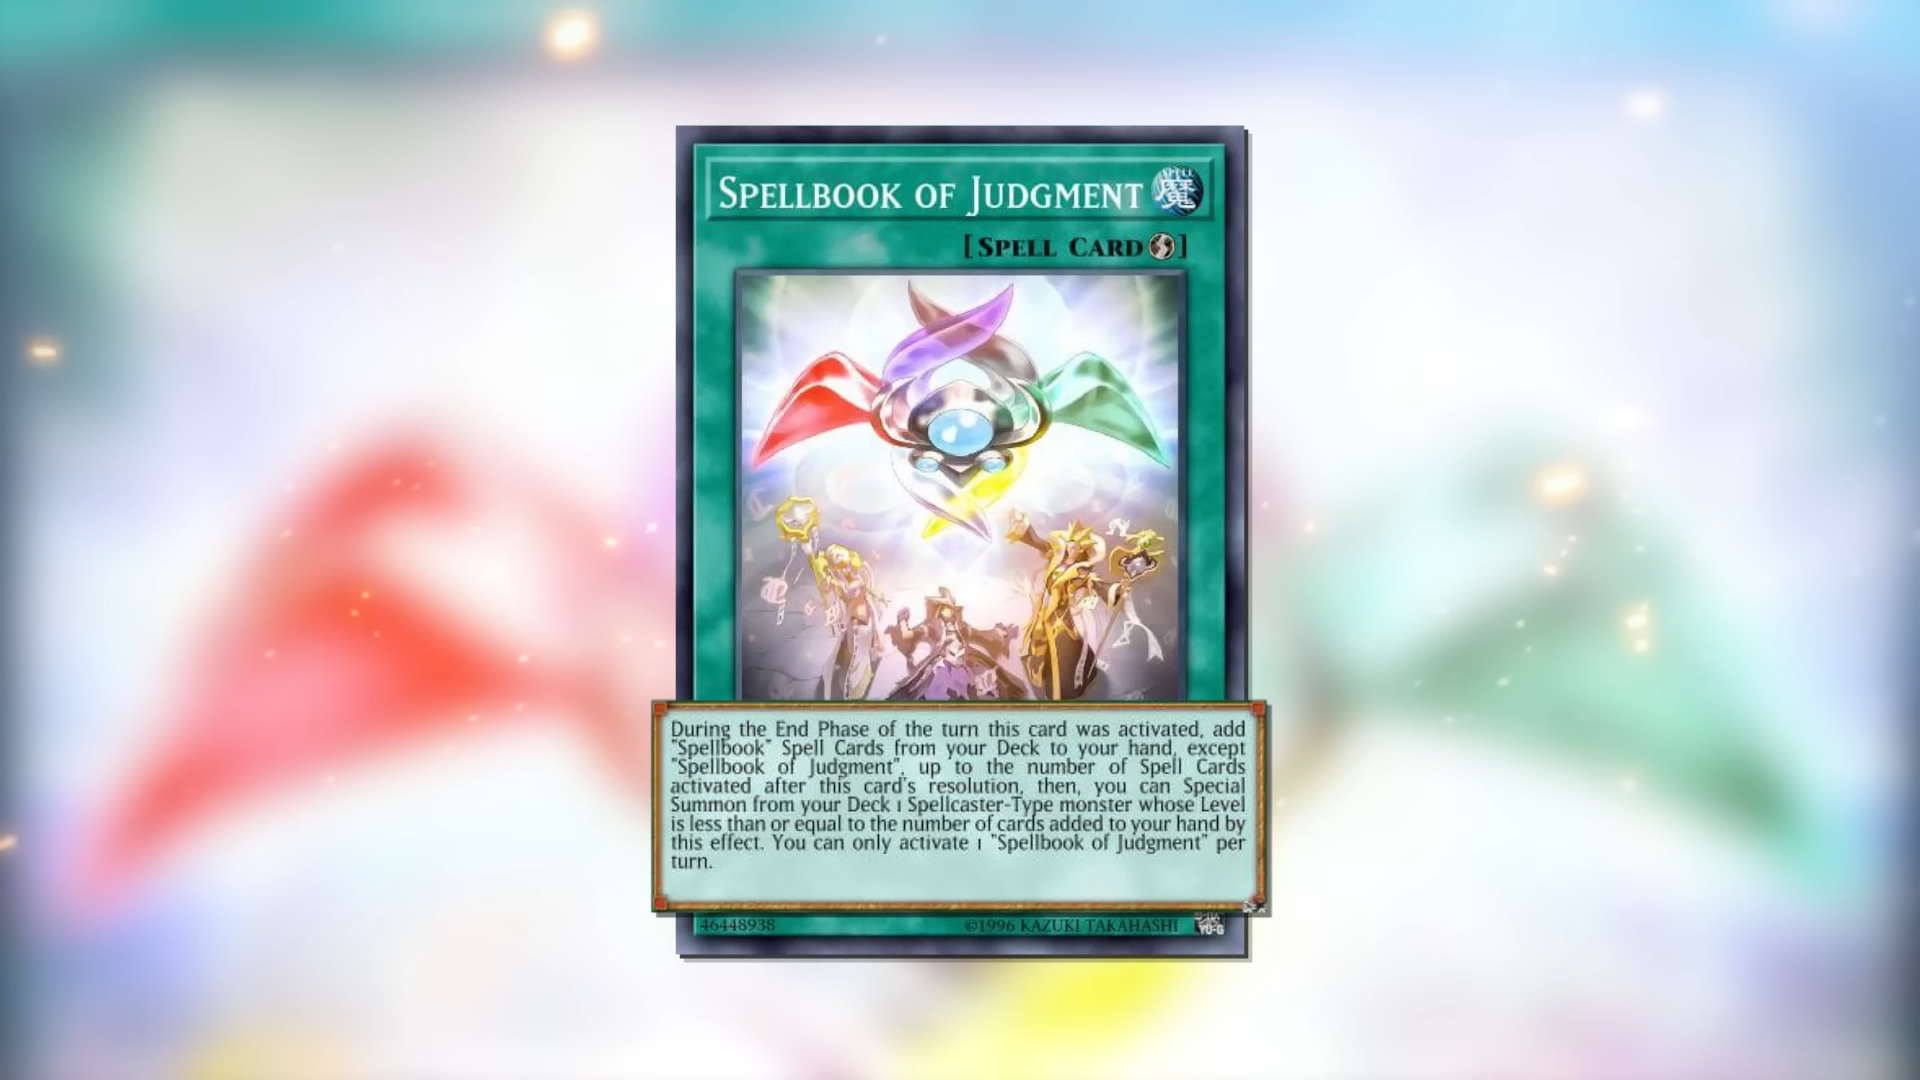 SPELLBOOK OF JUDGMENT 魔
[SPELL CARD]
During the End Phase of the turn this card was activated, add
"Spellbook" Spell Cards from your Deck to your hand, except
"Spellbook of Judgment", up to the number of Spell Cards
activated after this card's resolution, then, you can Special
Summon from your Deck 1 Spellcaster-Type monster whose Level
is less than or equal to the number of cards added to your hand by
this effect. You can only activate 1 "Spellbook of Judgment" per
turn.
46448938 ©1996 KAZUKI TAKAHASHI